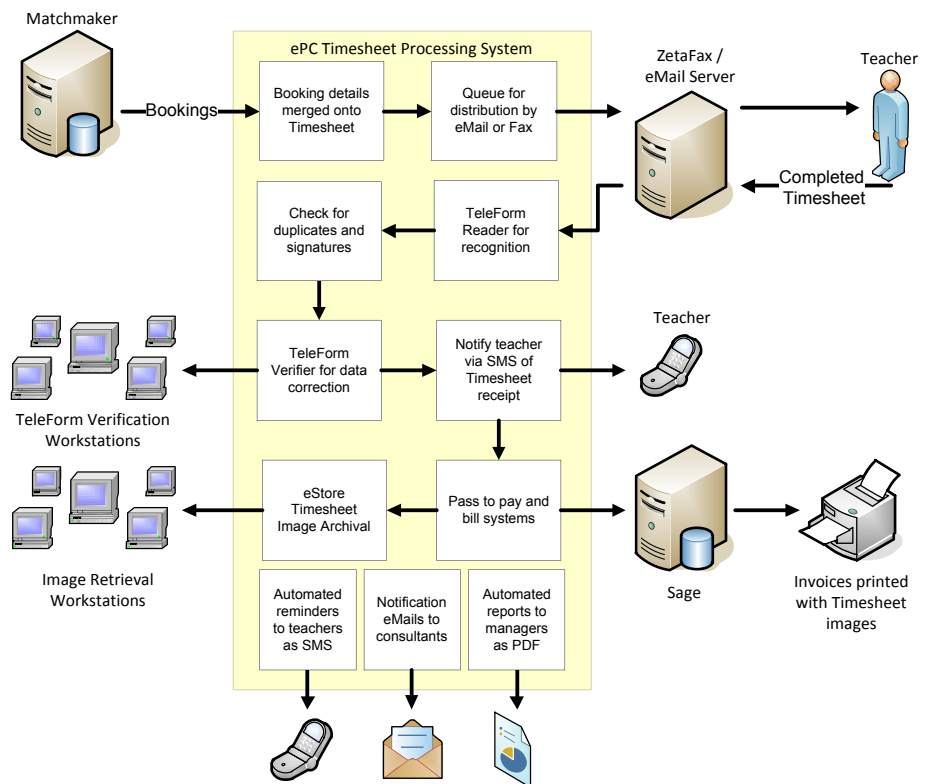 Matchmaker
ePC Timesheet Processing System
ZetaFax /
eMail Server
Teacher
Bookings
Booking details
merged onto
Timesheet
Queue for
distribution by
eMail or Fax
Completed
Timesheet
Check for
duplicates and
signatures
TeleForm
Reader for
recognition
Teacher
TeleForm
Verifier for data
correction
Notify teacher
via SMS of
Timesheet
receipt
TeleForm Verification
Workstations
eStore
Timesheet
Image Archival
Pass to pay and
bill systems
Image Retrieval
Workstations
Sage
Invoices printed
with Timesheet
images
Automated
reminders
to teachers
as SMS
Notification
eMails to
consultants
Automated
reports to
managers
as PDF